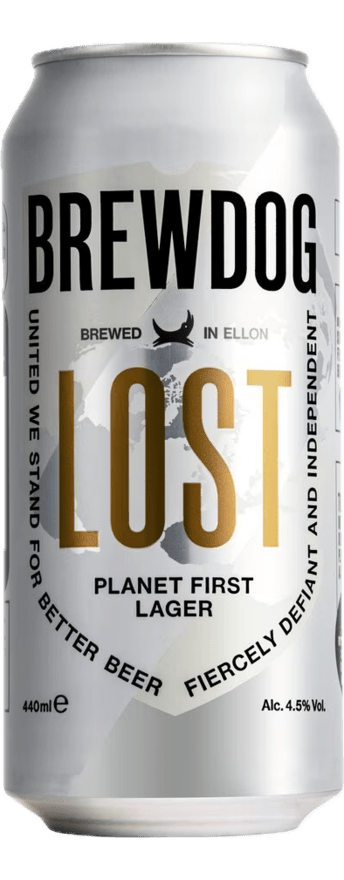 BREWDOG
BREWED IN ELLON
LOST
PLANET FIRST
LAGER
UNITED WE STAND FOR BETTER BEER
FIERCELY DEFIANT AND INDEPENDENT
440ml e
Alc. 4.5% Vol.